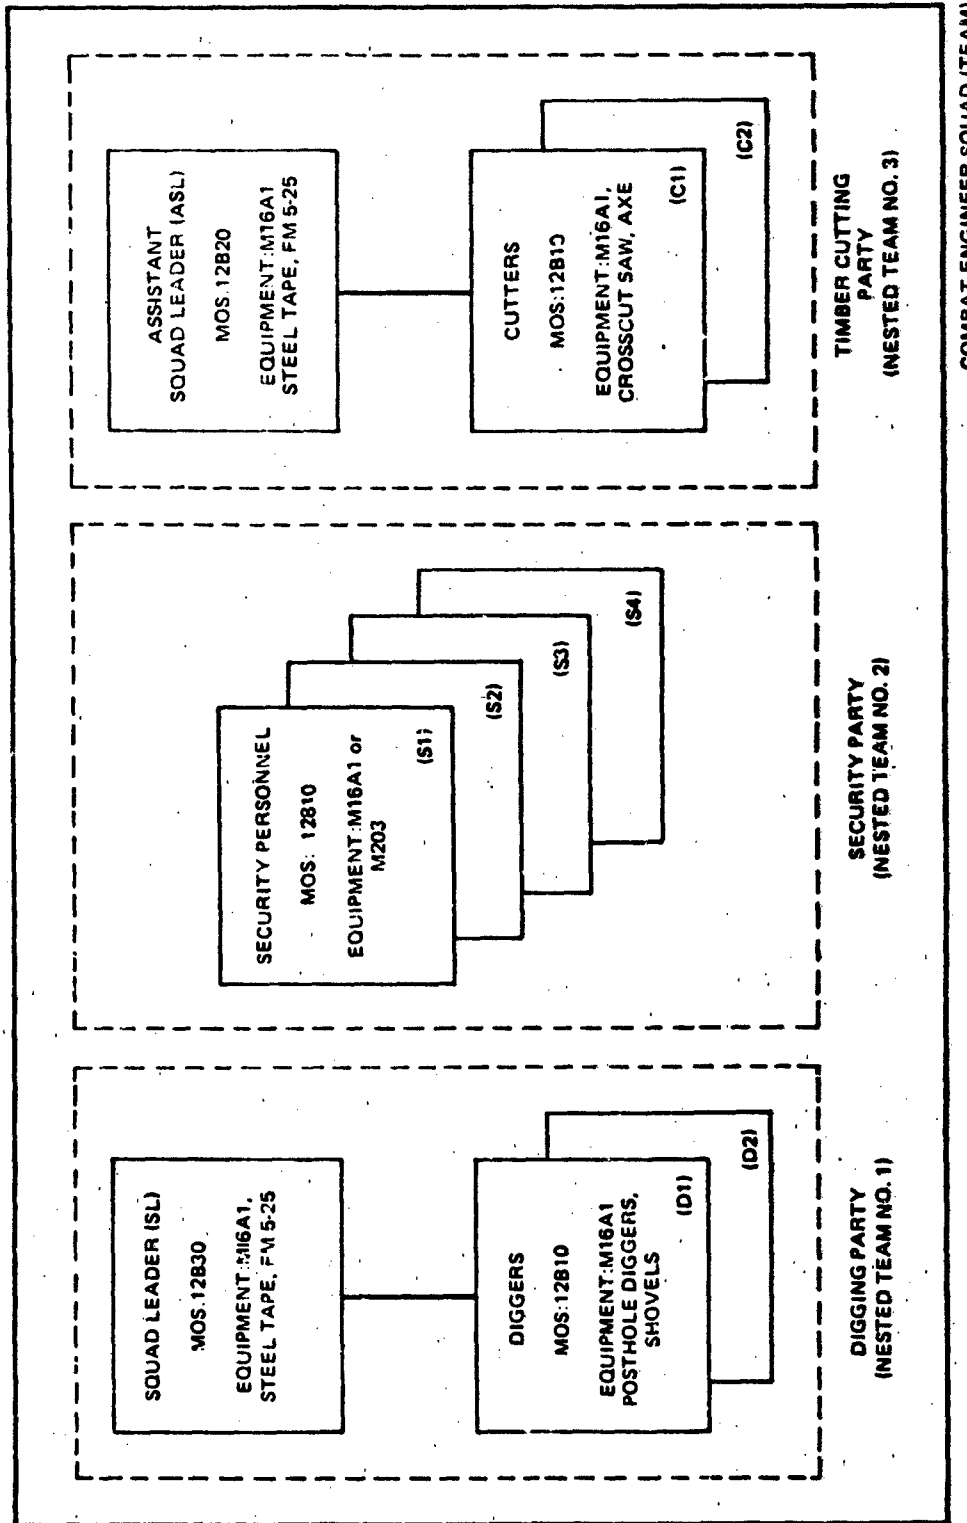 SQUAD LEADER (SL)
MOS.12B30
EQUIPMENT:M16A1,
STEEL TAPE, FM 5-25
DIGGERS
MOS:12B10
EQUIPMENT:M16A1
POSTHOLE DIGGERS,
SHOVELS
(D1)
(D2)
DIGGING PARTY
(NESTED TEAM NO. 1)
SECURITY PERSONNEL
MOS: 12B10
EQUIPMENT:M16A1 or
M203
(S1)
(S2)
(S3)
(S4)
SECURITY PARTY
(NESTED TEAM NO. 2)
ASSISTANT
SQUAD LEADER (ASL)
MOS.12B20
EQUIPMENT:M16A1
STEEL TAPE, FM 5-25
CUTTERS
MOS:12B10
EQUIPMENT:M16A1,
CROSSCUT SAW, AXE
(C1)
(C2)
TIMBER CUTTING
PARTY
(NESTED TEAM NO. 3)
COMBAT ENGINEER SQUAD (TEAM)